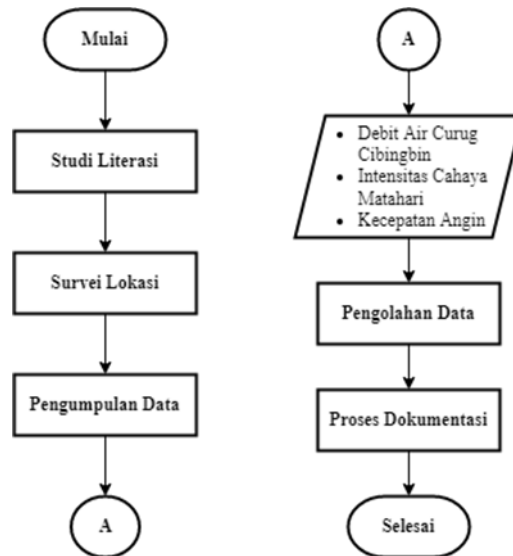 Mulai
Studi Literasi
Survei Lokasi
Pengumpulan Data
A
A
• Debit Air Curug
Cibingbin
• Intensitas Cahaya
Matahari
• Kecepatan Angin
Pengolahan Data
Proses Dokumentasi
Selesai